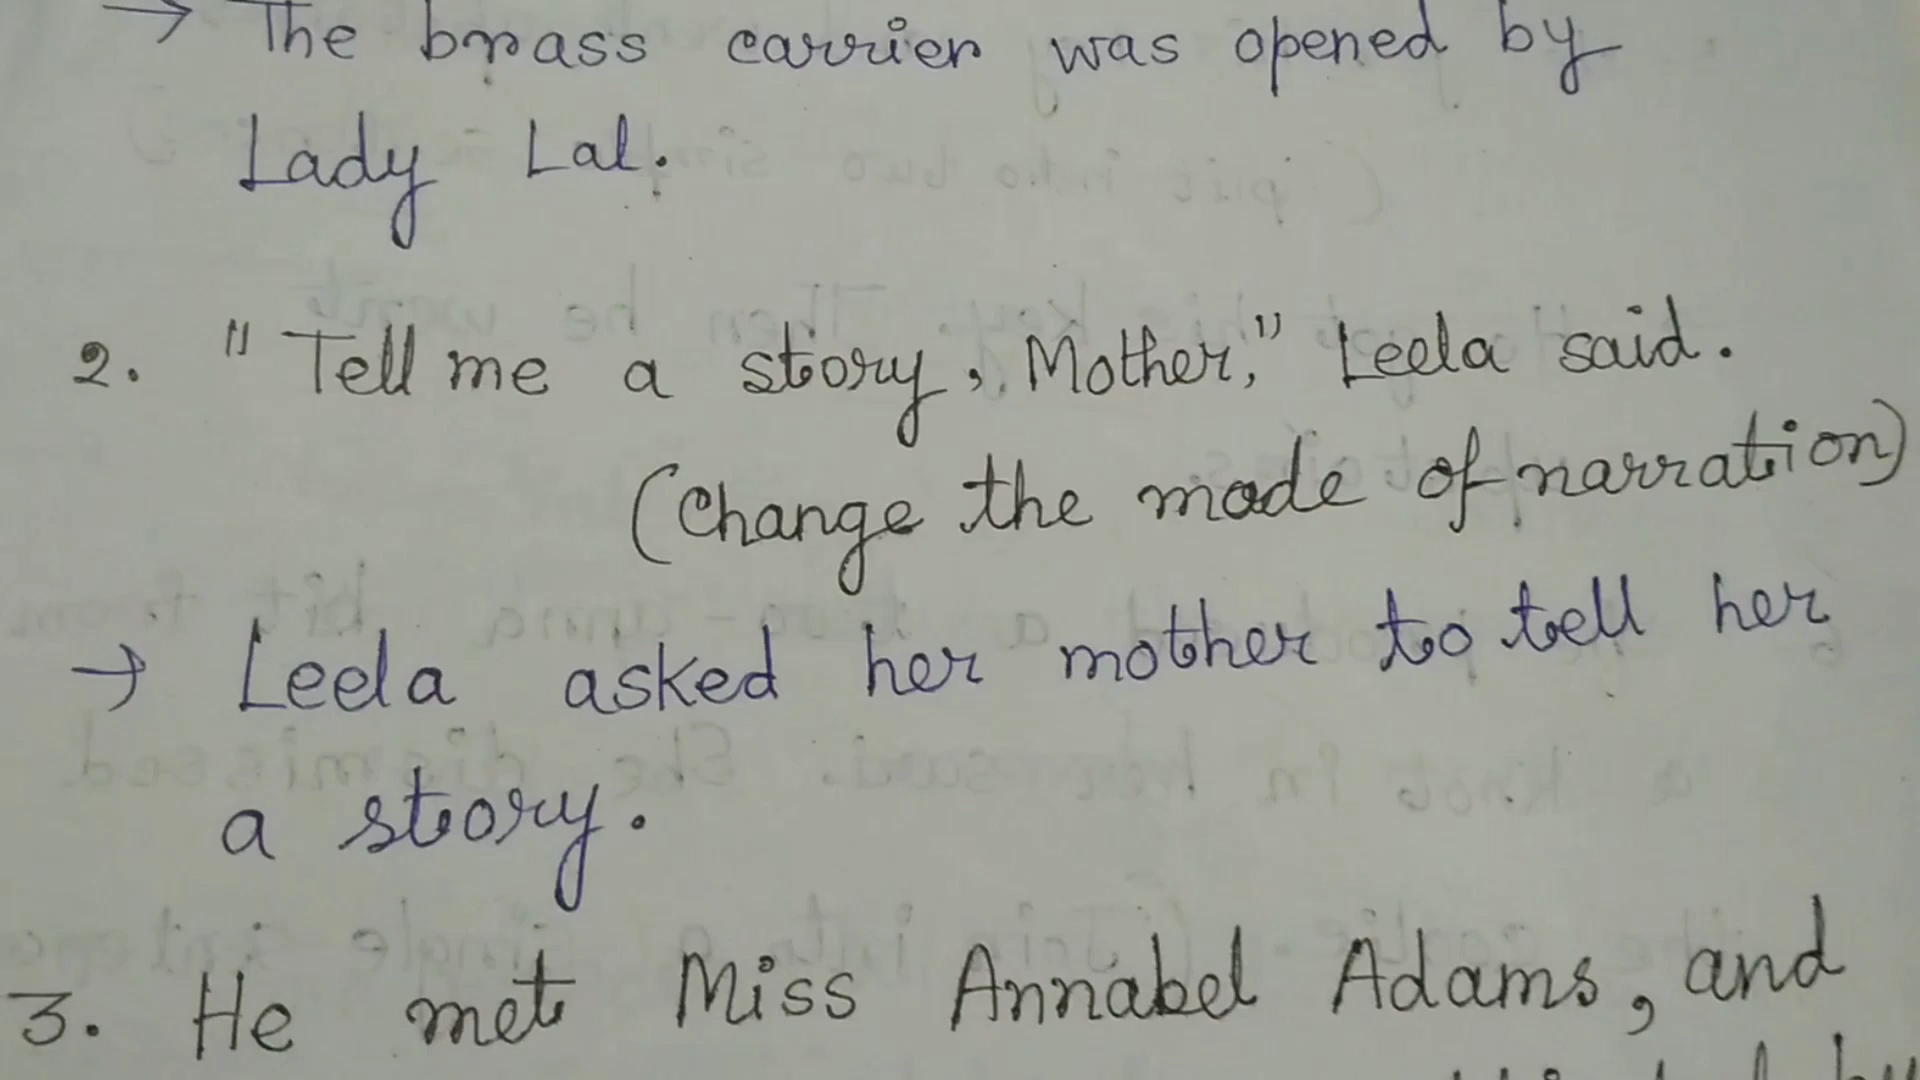 → The brass carrier was opened by
Lady Lal.
2. "Tell me a story, Mother," Leela said.
(Change the mode of narration)
→ Leela asked her mother to tell her
a story.
3. He met Miss Annabel Adams, and